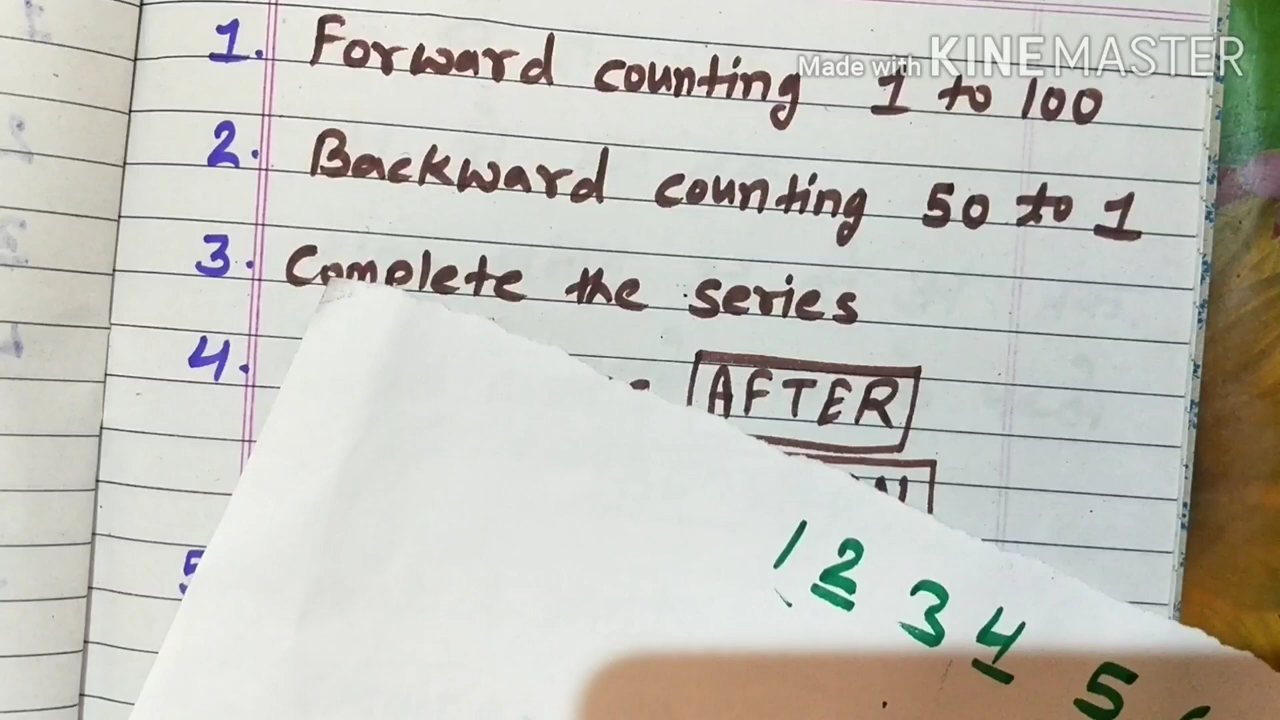 1. Forward counting 1 to 100
Made with KINEMASTER
2. Backward counting 50 to 1
3. Complete the series
4. AFTER
1 2 3 4 5